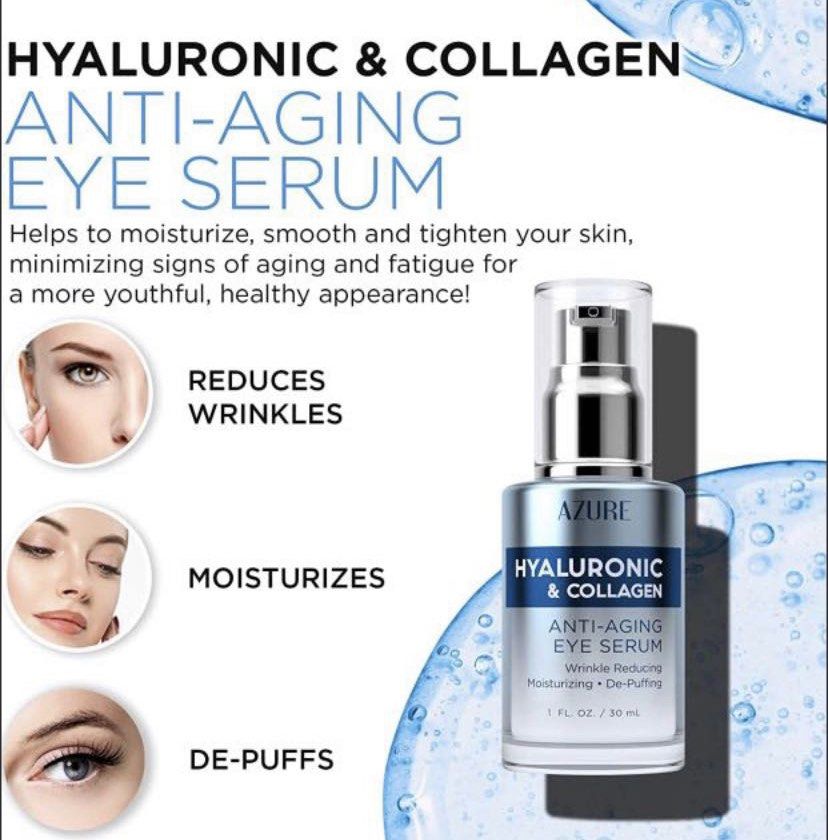 HYALURONIC & COLLAGEN
ANTI-AGING
EYE SERUM
Helps to moisturize, smooth and tighten your skin,
minimizing signs of aging and fatigue for
a more youthful, healthy appearance!
REDUCES
WRINKLES
MOISTURIZES
DE-PUFFS
AZURE
HYALURONIC
& COLLAGEN
ANTI-AGING
EYE SERUM
Wrinkle Reducing
Moisturizing • De-Puffing
1 FL. OZ. / 30 mL